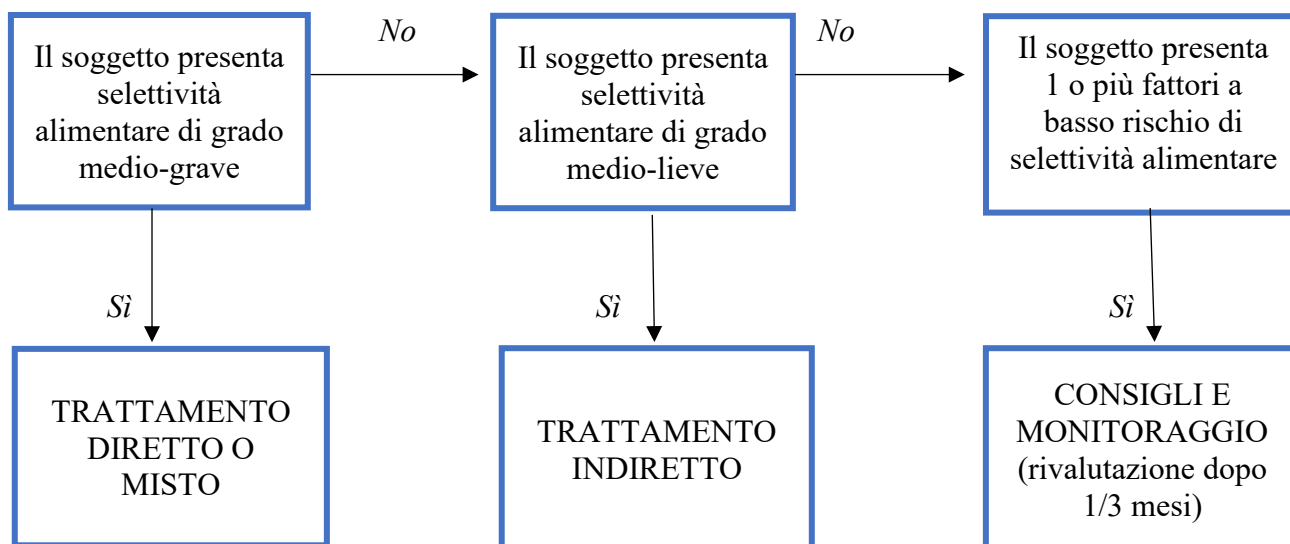 No
No
Il soggetto presenta
selettività
alimentare di grado
medio-grave
Il soggetto presenta
selettività
alimentare di grado
medio-lieve
Il soggetto presenta
1 o più fattori a
basso rischio di
selettività alimentare
Sì
Sì
Sì
TRATTAMENTO
DIRETTO O
MISTO
TRATTAMENTO
INDIRETTO
CONSIGLI E
MONITORAGGIO
(rivalutazione dopo
1/3 mesi)